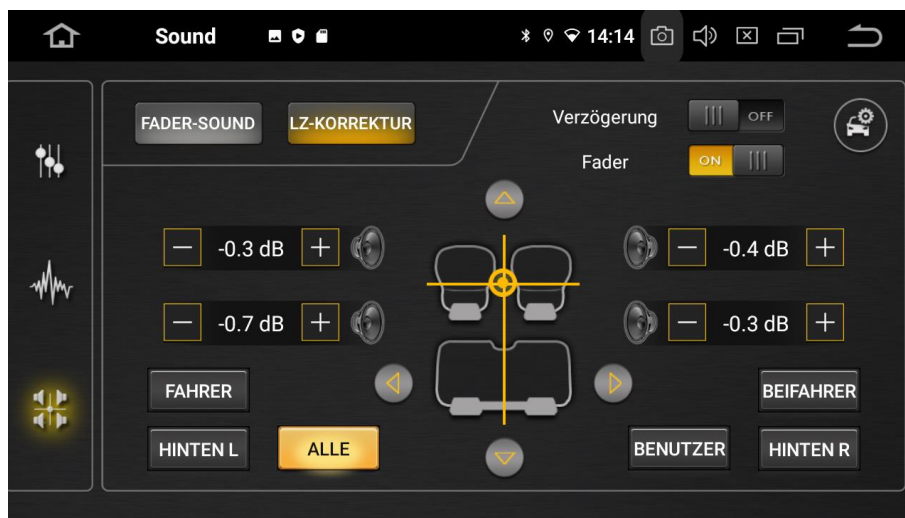 Sound 14:14
FADER-SOUND LZ-KORREKTUR Verzögerung OFF
Fader ON
-0.3 dB -0.4 dB
-0.7 dB -0.3 dB
FAHRER BEIFAHRER
HINTEN L ALLE BENUTZER HINTEN R